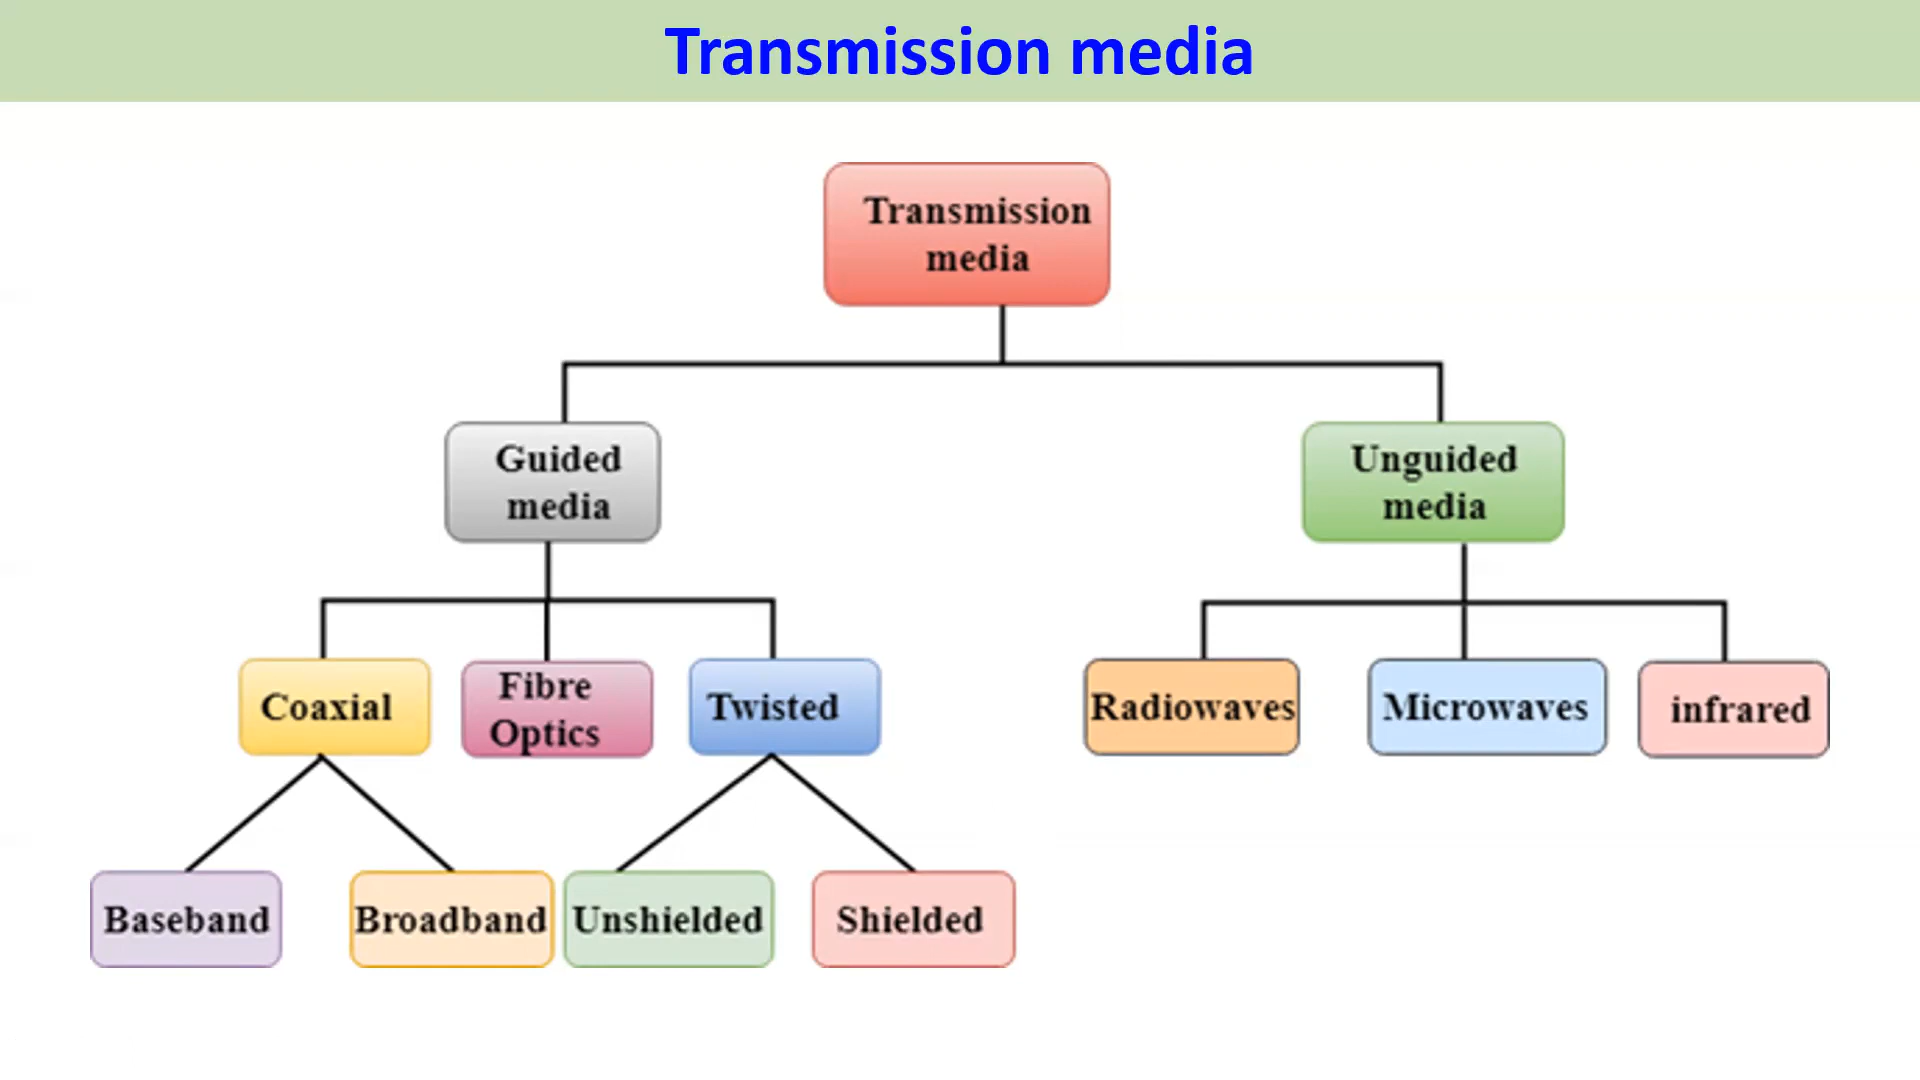 Transmission media
Transmission
media
Guided
media
Unguided
media
Coaxial
Fibre
Optics
Twisted
Radiowaves
Microwaves
infrared
Baseband
Broadband
Unshielded
Shielded